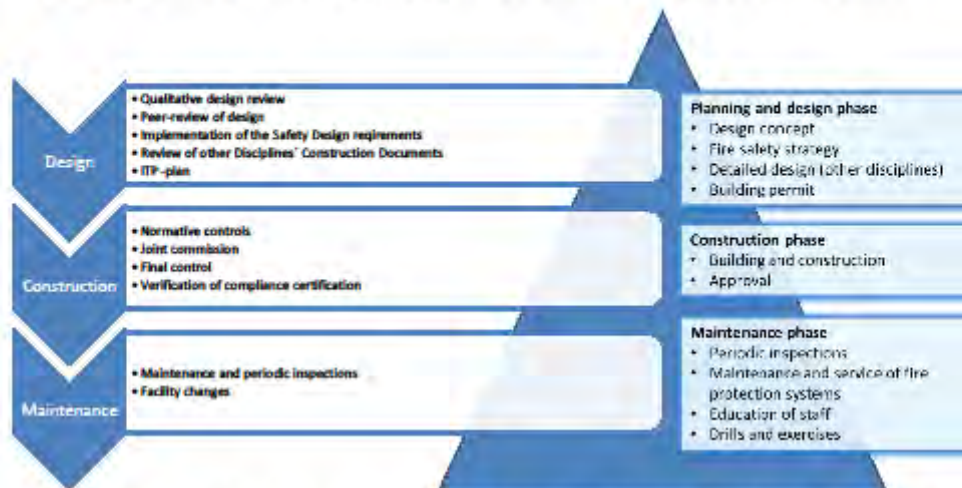 Design
• Qualitative design review
• Peer-review of design
• Implementation of the Safety Design reqirements
• Review of other Disciplines´ Construction Documents
• ITP-plan
Planning and design phase
• Design concept
• Fire safety strategy
• Detailed design (other disciplines)
• Building permit
Construction
• Normative controls
• Joint commission
• Final control
• Verification of compliance certification
Construction phase
• Building and construction
• Approval
Maintenance
• Maintenance and periodic inspections
• Facility changes
Maintenance phase
• Periodic inspections
• Maintenance and service of fire
protection systems
• Education of staff
• Drills and exercises